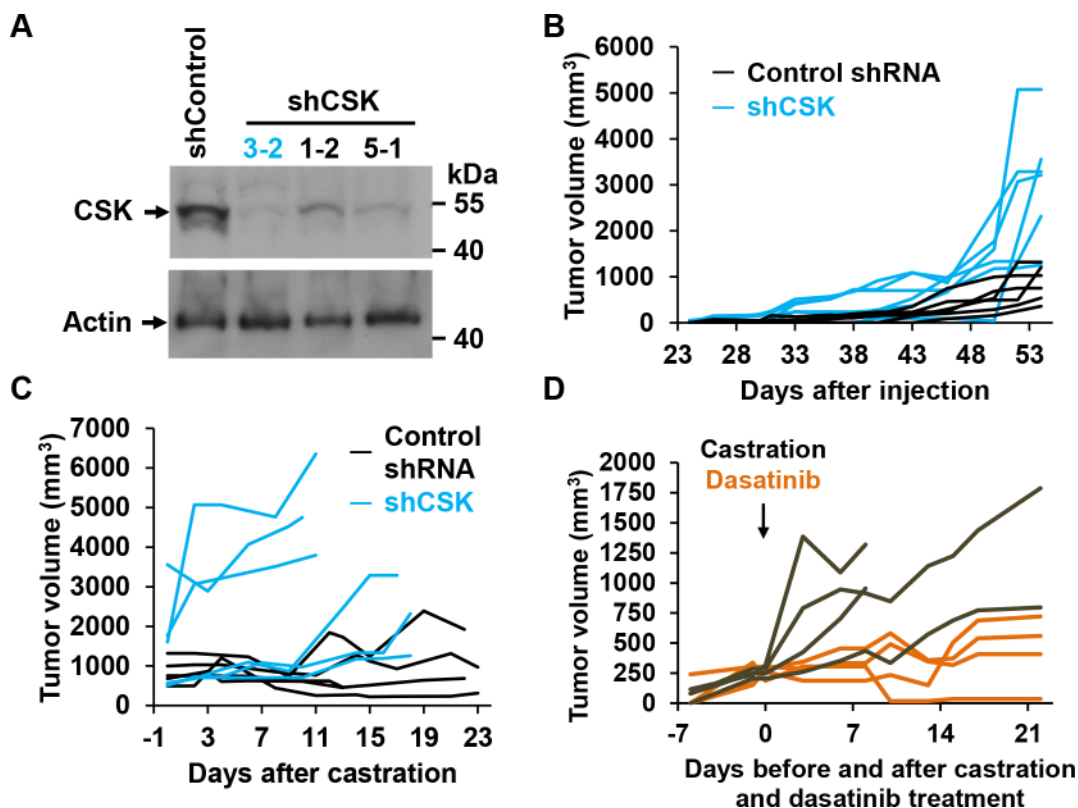 A
shControl
shCSK
3-2 1-2 5-1
kDa
CSK
55
40
Actin
40
B
6000
5000
4000
3000
2000
1000
0
Tumor volume (mm³)
Control shRNA
shCSK
23 28 33 38 43 48 53
Days after injection
C
7000
6000
5000
4000
3000
2000
1000
0
Tumor volume (mm³)
Control
shRNA
shCSK
-1 3 7 11 15 19 23
Days after castration
D
2000
1750
1500
1250
1000
750
500
250
0
Tumor volume (mm³)
Castration
Dasatinib
-7 0 7 14 21
Days before and after castration
and dasatinib treatment